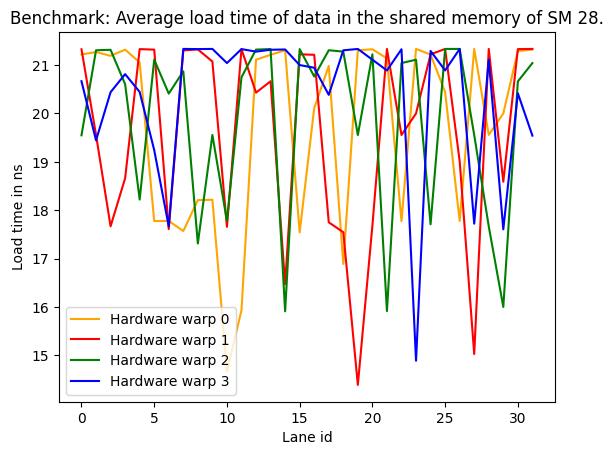 Benchmark: Average load time of data in the shared memory of SM 28.
Load time in ns
21
20
19
18
17
16
15
Hardware warp 0
Hardware warp 1
Hardware warp 2
Hardware warp 3
0 5 10 15 20 25 30
Lane id